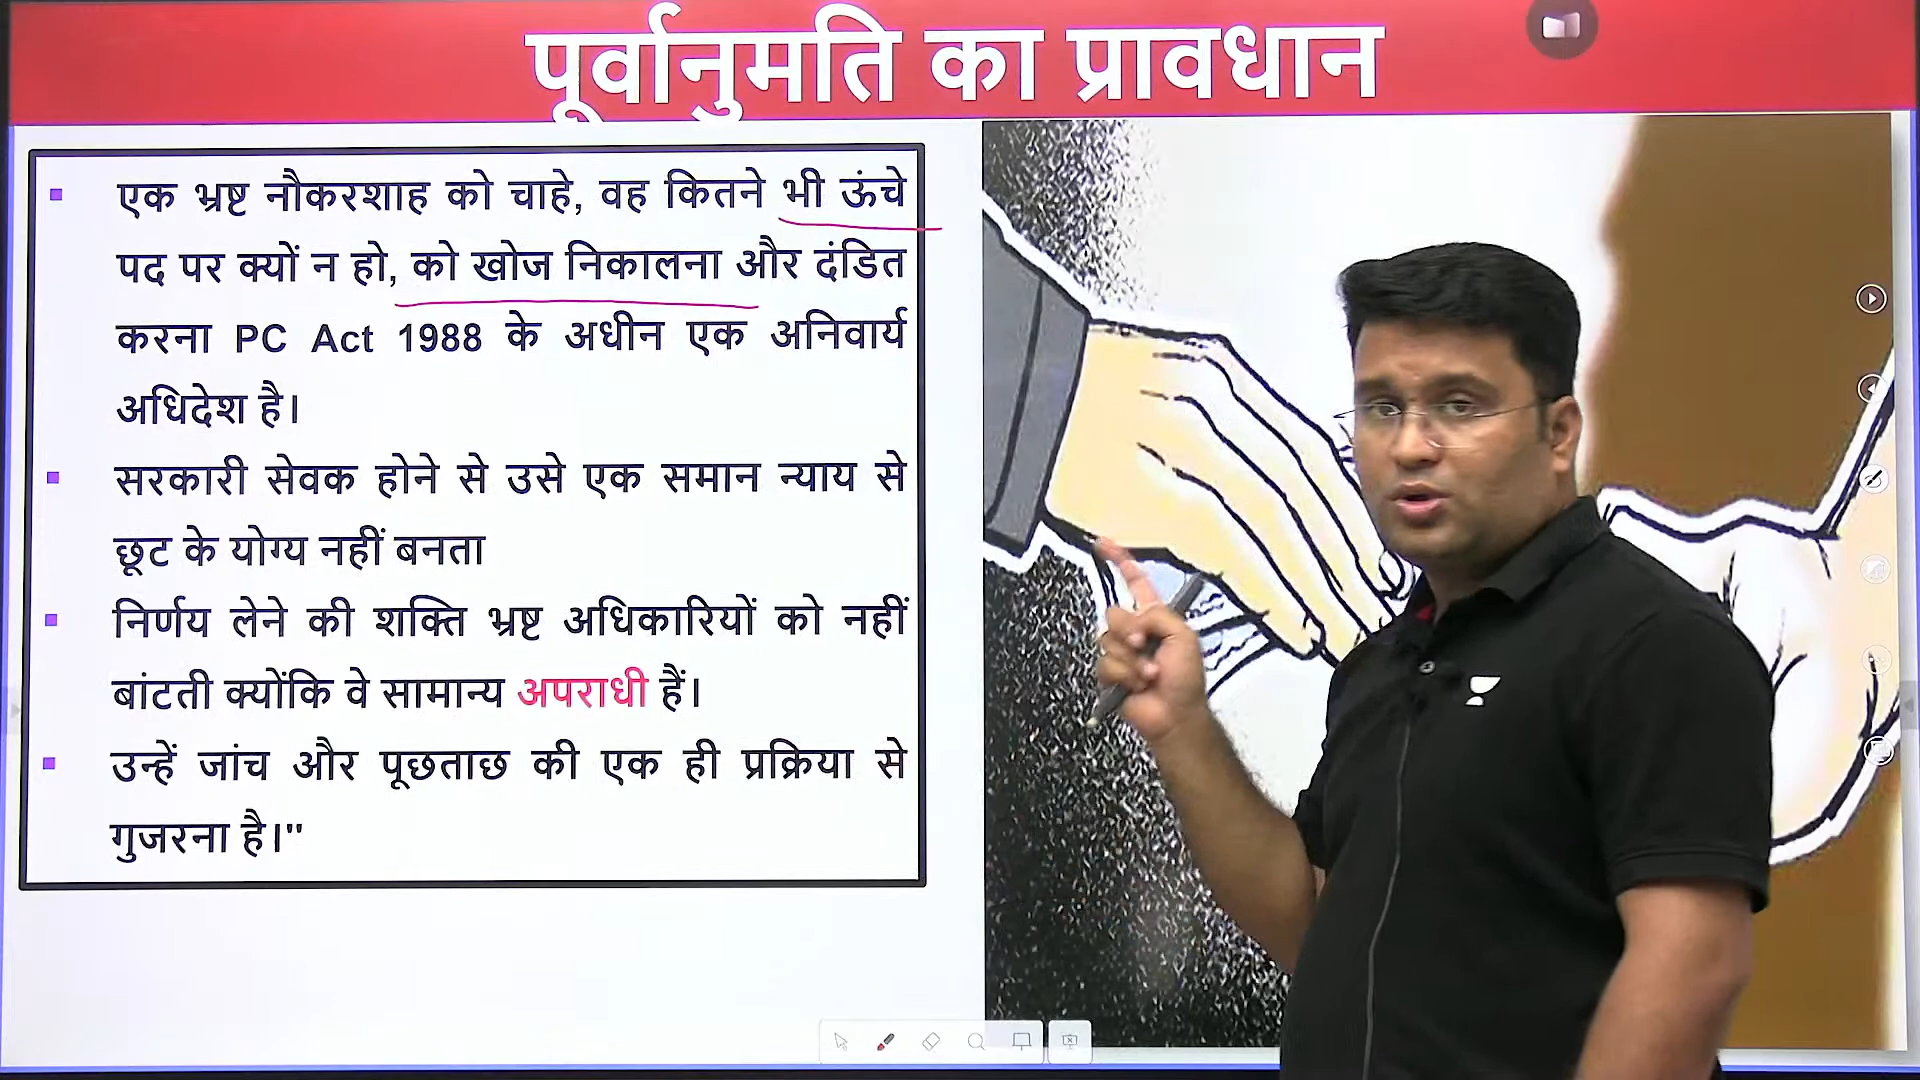 पूर्वानुमति का प्रावधान
एक भ्रष्ट नौकरशाह को चाहे, वह कितने भी ऊंचे
पद पर क्यों न हो, को खोज निकालना और दंडित
करना PC Act 1988 के अधीन एक अनिवार्य
अधिदेश है।
सरकारी सेवक होने से उसे एक समान न्याय से
छूट के योग्य नहीं बनता
निर्णय लेने की शक्ति भ्रष्ट अधिकारियों को नहीं
बांटती क्योंकि वे सामान्य अपराधी हैं।
उन्हें जांच और पूछताछ की एक ही प्रक्रिया से
गुजरना है।"